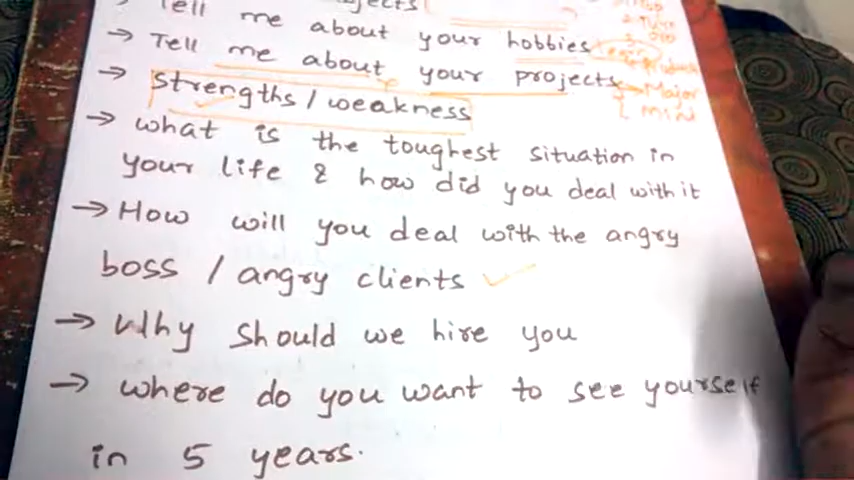 Tell me about your hobbies
→ Tell me about your projects Major
→ strengths / weakness
→ what is the toughest situation in
your life & how did you deal with it
→ How will you deal with the angry
boss / angry clients ✓
→ Why should we hire you
→ where do you want to see yourself
in 5 years.